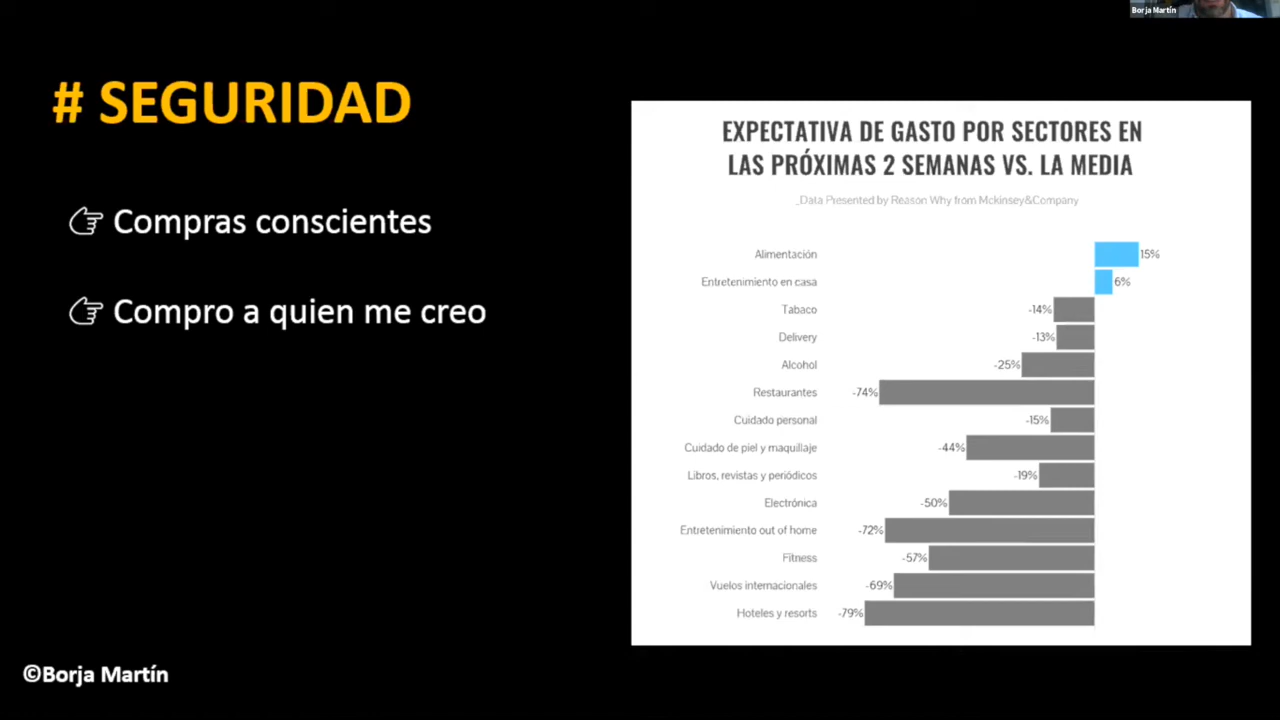 Borja Martín
# SEGURIDAD
Compras conscientes
Compro a quien me creo
EXPECTATIVA DE GASTO POR SECTORES EN
LAS PRÓXIMAS 2 SEMANAS VS. LA MEDIA
_Data Presented by Reason Why from Mckinsey&Company
Alimentación 15%
Entretenimiento en casa 6%
Tabaco -14%
Delivery -13%
Alcohol -25%
Restaurantes -74%
Cuidado personal -15%
Cuidado de piel y maquillaje -44%
Libros, revistas y periódicos -19%
Electrónica -50%
Entretenimiento out of home -72%
Fitness -57%
Vuelos internacionales -69%
Hoteles y resorts -79%
©Borja Martín